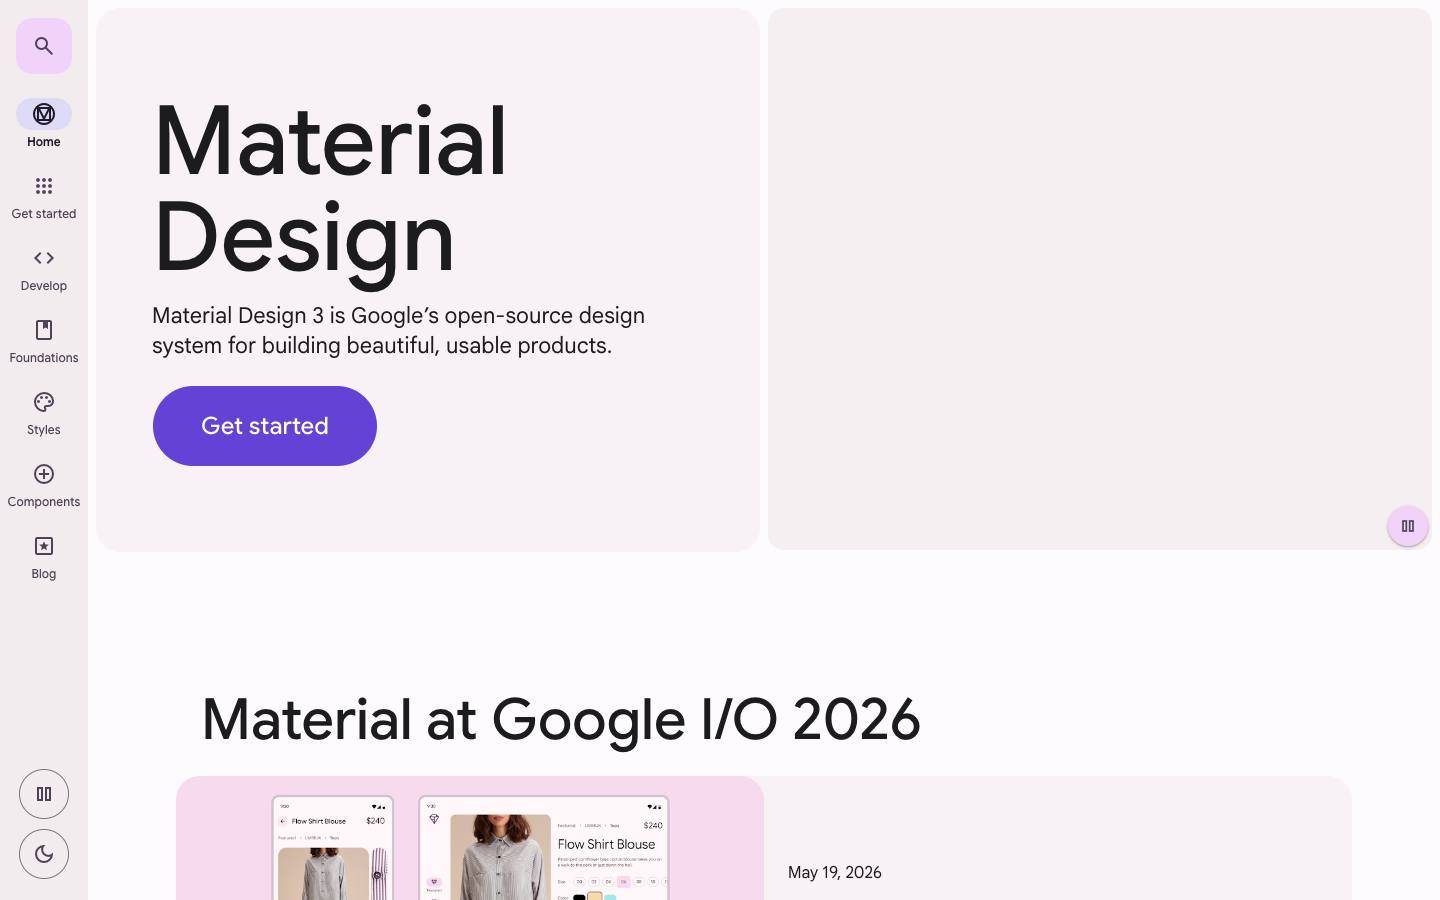 Home
Get started
Develop
Foundations
Styles
Components
Blog
Material
Design
Material Design 3 is Google’s open-source design
system for building beautiful, usable products.
Get started
Material at Google I/O 2026
Flow Shirt Blouse
$240
$240
Flow Shirt Blouse
May 19, 2026